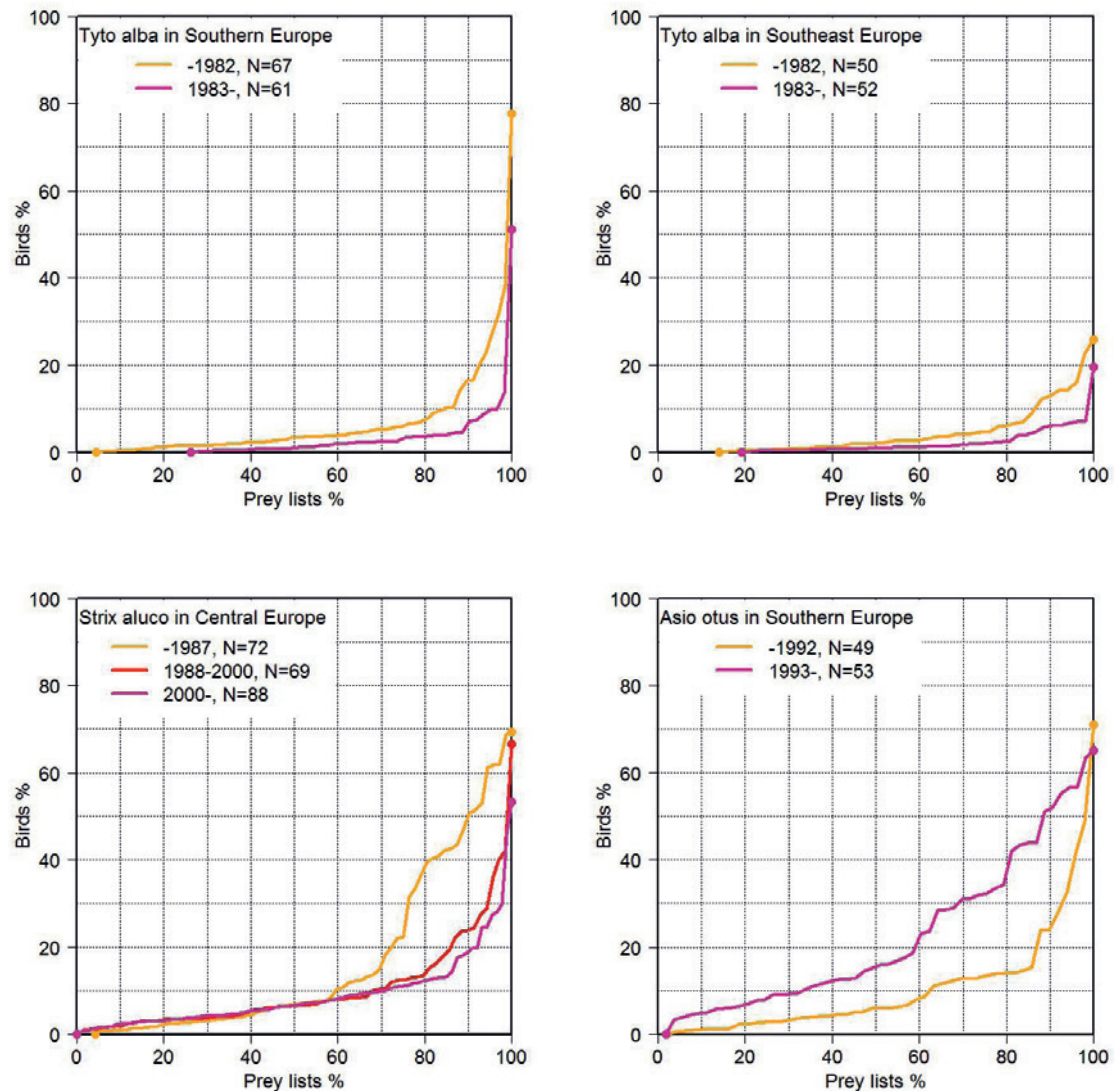 Tyto alba in Southern Europe
-1982, N=67
1983-, N=61
100
80
60
40
20
0
Birds %
0 20 40 60 80 100
Prey lists %
Tyto alba in Southeast Europe
-1982, N=50
1983-, N=52
100
80
60
40
20
0
Birds %
0 20 40 60 80 100
Prey lists %
Strix aluco in Central Europe
-1987, N=72
1988-2000, N=69
2000-, N=88
100
80
60
40
20
0
Birds %
0 20 40 60 80 100
Prey lists %
Asio otus in Southern Europe
-1992, N=49
1993-, N=53
100
80
60
40
20
0
Birds %
0 20 40 60 80 100
Prey lists %